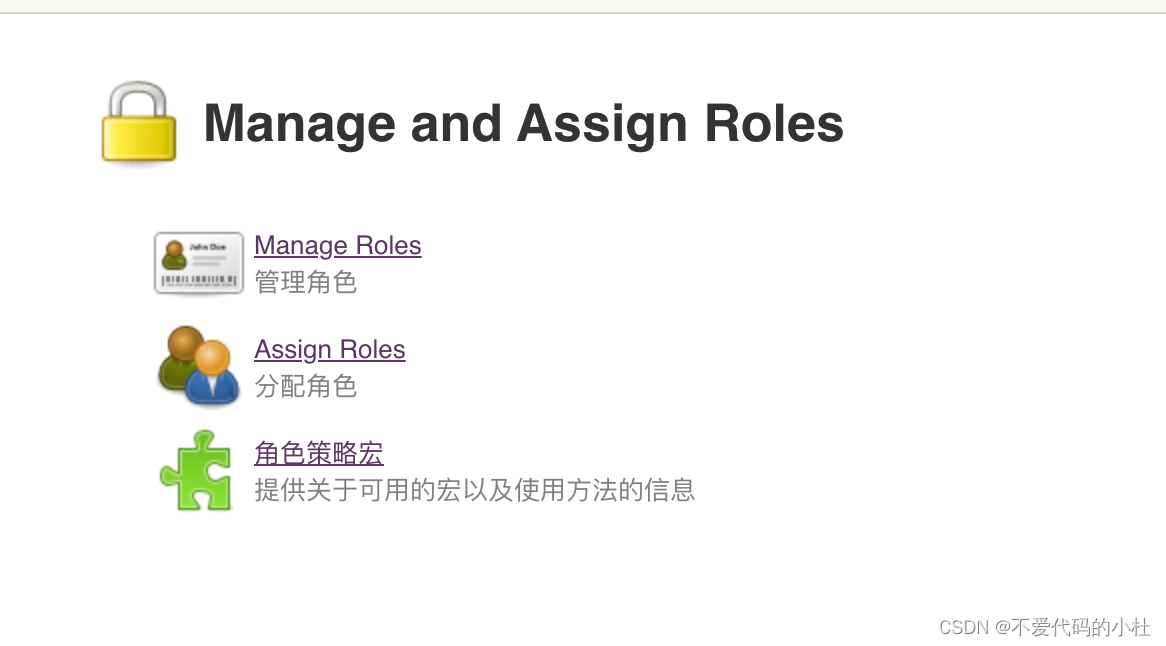 Manage and Assign Roles
John Doe
Manage Roles
管理角色
Assign Roles
分配角色
角色策略宏
提供关于可用的宏以及使用方法的信息
CSDN @不爱代码的小杜